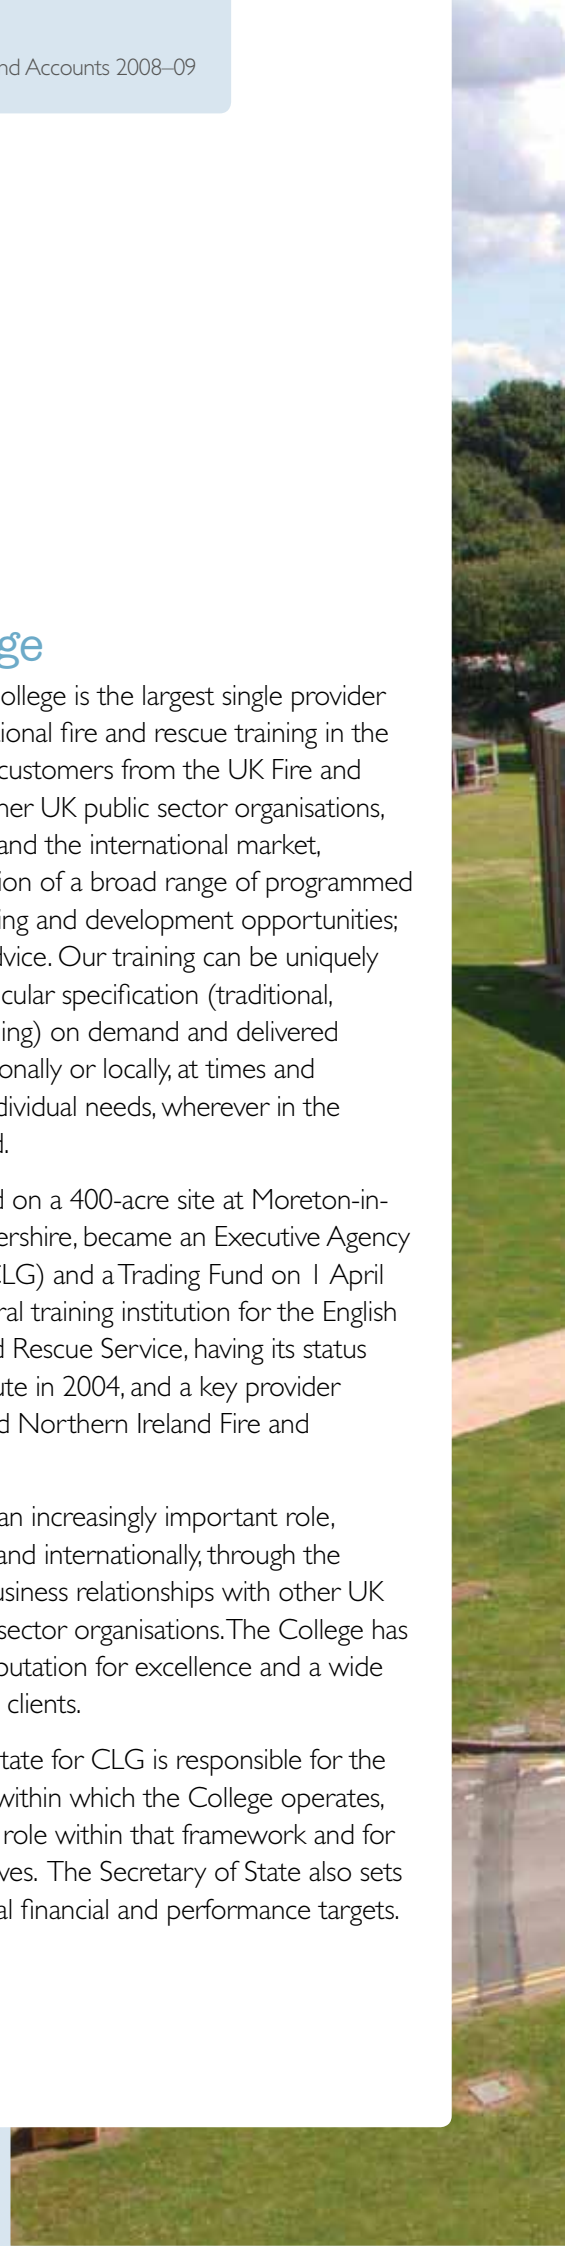 nd Accounts 2008–09
ge
ollege is the largest single provider
ional fire and rescue training in the
customers from the UK Fire and
her UK public sector organisations,
and the international market,
ion of a broad range of programmed
ing and development opportunities;
dvice. Our training can be uniquely
cular specification (traditional,
ing) on demand and delivered
onally or locally, at times and
dividual needs, wherever in the
d.
d on a 400-acre site at Moreton-in-
ershire, became an Executive Agency
CLG) and a Trading Fund on 1 April
ral training institution for the English
d Rescue Service, having its status
ute in 2004, and a key provider
d Northern Ireland Fire and
an increasingly important role,
and internationally, through the
usiness relationships with other UK
sector organisations. The College has
putation for excellence and a wide
clients.
tate for CLG is responsible for the
within which the College operates,
role within that framework and for
ves. The Secretary of State also sets
al financial and performance targets.